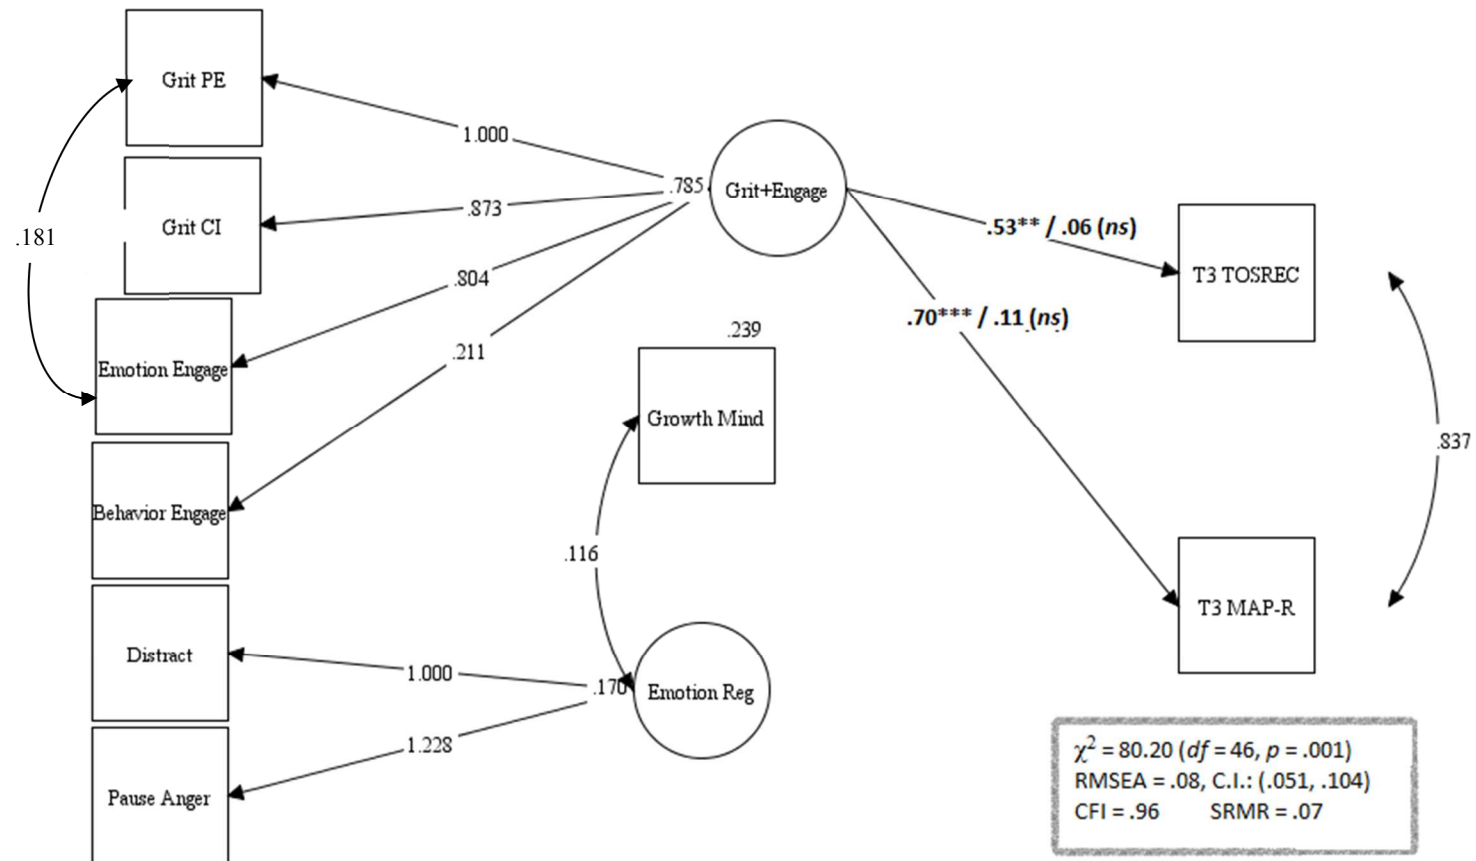 Grit PE
1.000
.785
Grit+Engage
Grit CI
.873
.181
.53** / .06 (ns)
T3 TOSREC
.804
.70*** / .11 (ns)
.239
Emotion Engage
.211
Growth Mind
.837
Behavior Engage
.116
T3 MAP-R
Distract
1.000
.170
Emotion Reg
1.228
Pause Anger
χ² = 80.20 (df = 46, p = .001)
RMSEA = .08, C.I.: (.051, .104)
CFI = .96 SRMR = .07